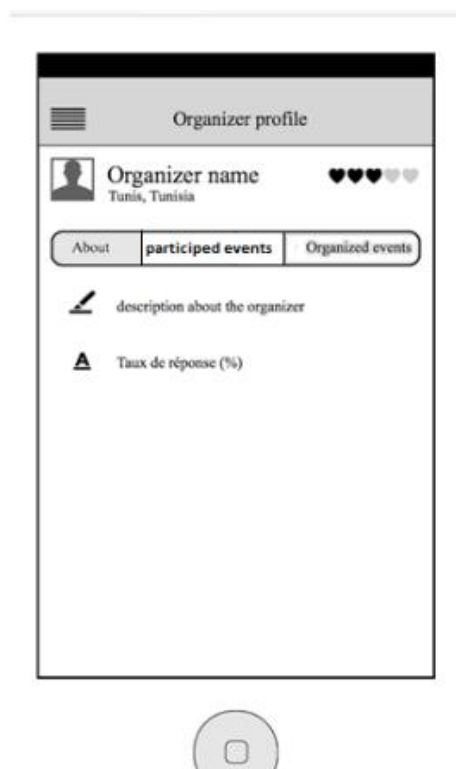 Organizer profile
Organizer name
Tunis, Tunisia
About
participed events
Organized events
description about the organizer
A Taux de réponse (%)